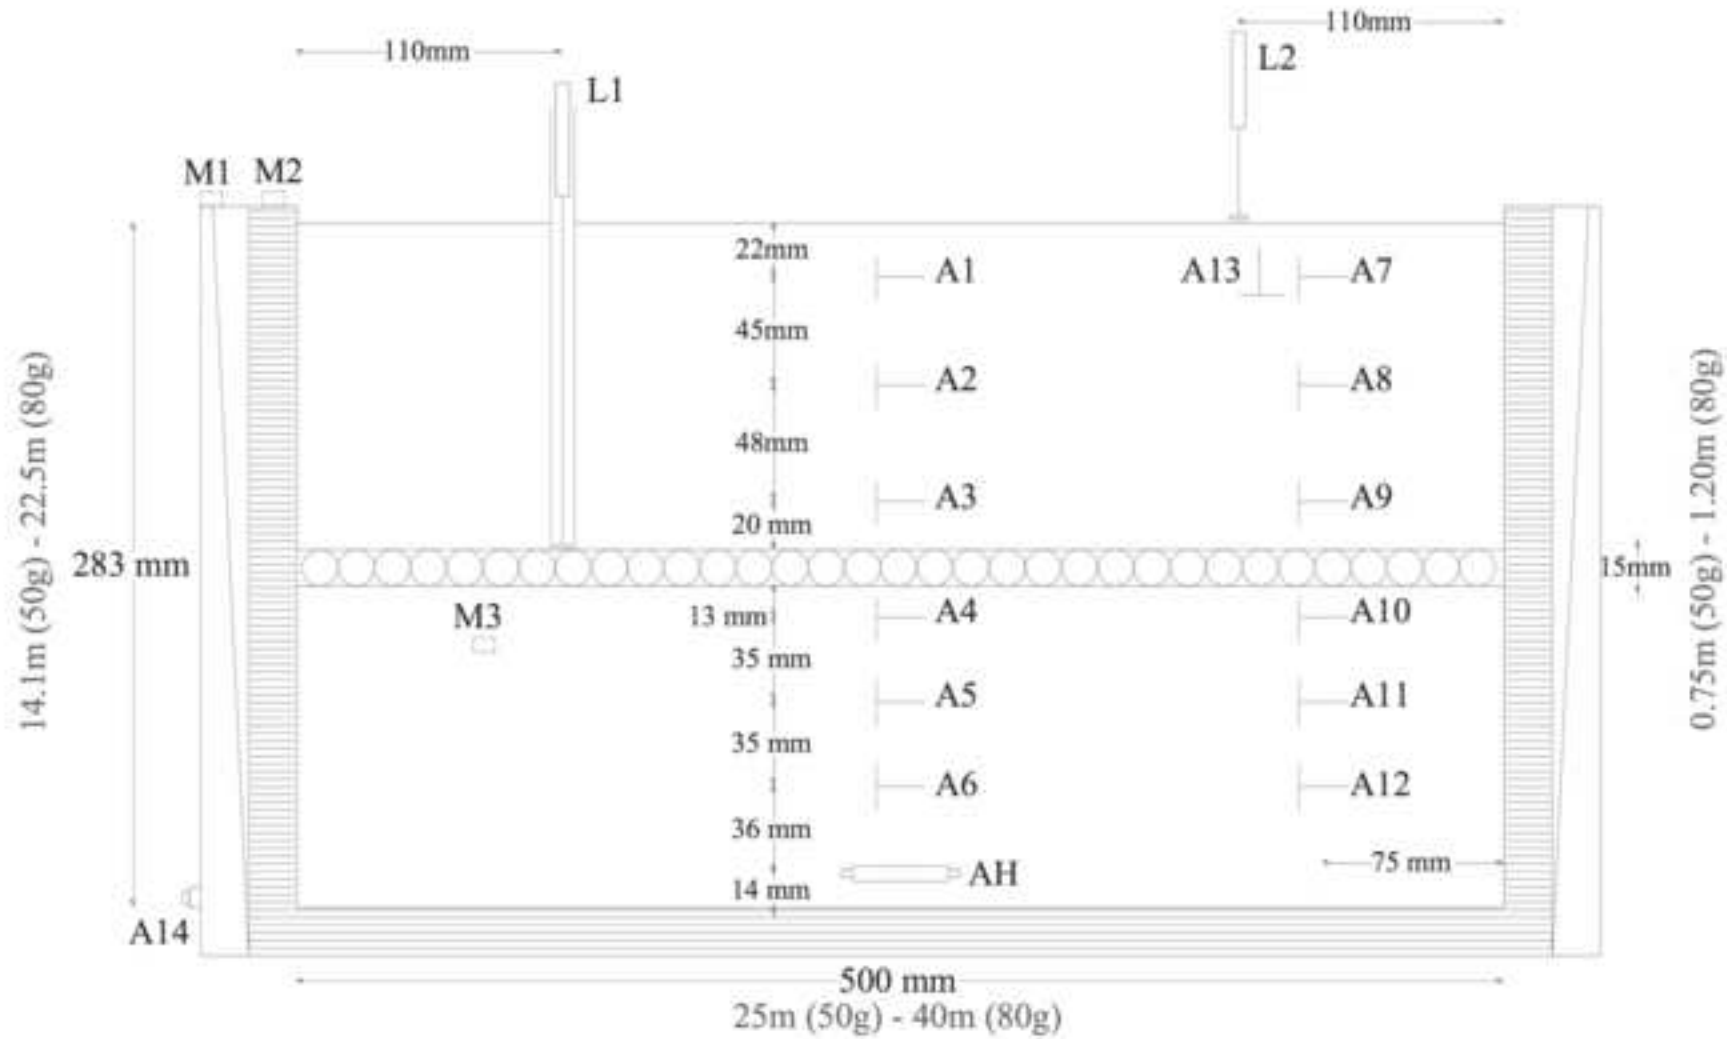 110mm
110mm
L2
L1
M1 M2
22mm
A1
A13
A7
45mm
A2
A8
48mm
A3
A9
20 mm
14.1m (50g) - 22.5m (80g)
283 mm
15mm
0.75m (50g) - 1.20m (80g)
M3
13 mm
A4
A10
35 mm
A5
A11
35 mm
A6
A12
36 mm
75 mm
AH
14 mm
A14
500 mm
25m (50g) - 40m (80g)